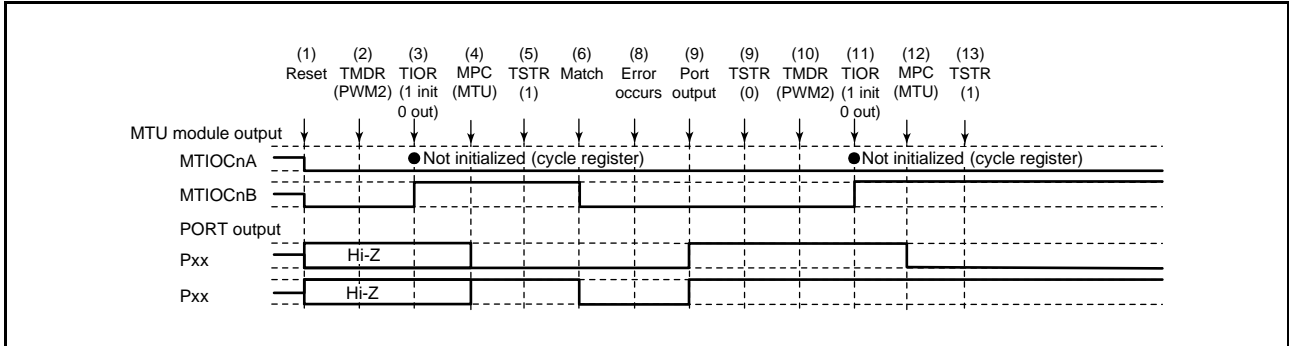 (1) (2) (3) (4) (5) (6) (8) (9) (9) (10) (11) (12) (13)
Reset TMDR TIOR MPC TSTR Match Error Port TSTR TMDR TIOR MPC TSTR
(PWM2) (1 init (MTU) (1) occurs output (0) (PWM2) (1 init (MTU) (1)
0 out) 0 out)
MTU module output
MTIOCnA ●Not initialized (cycle register) ●Not initialized (cycle register)
MTIOCnB
PORT output
Pxx Hi-Z
Pxx Hi-Z